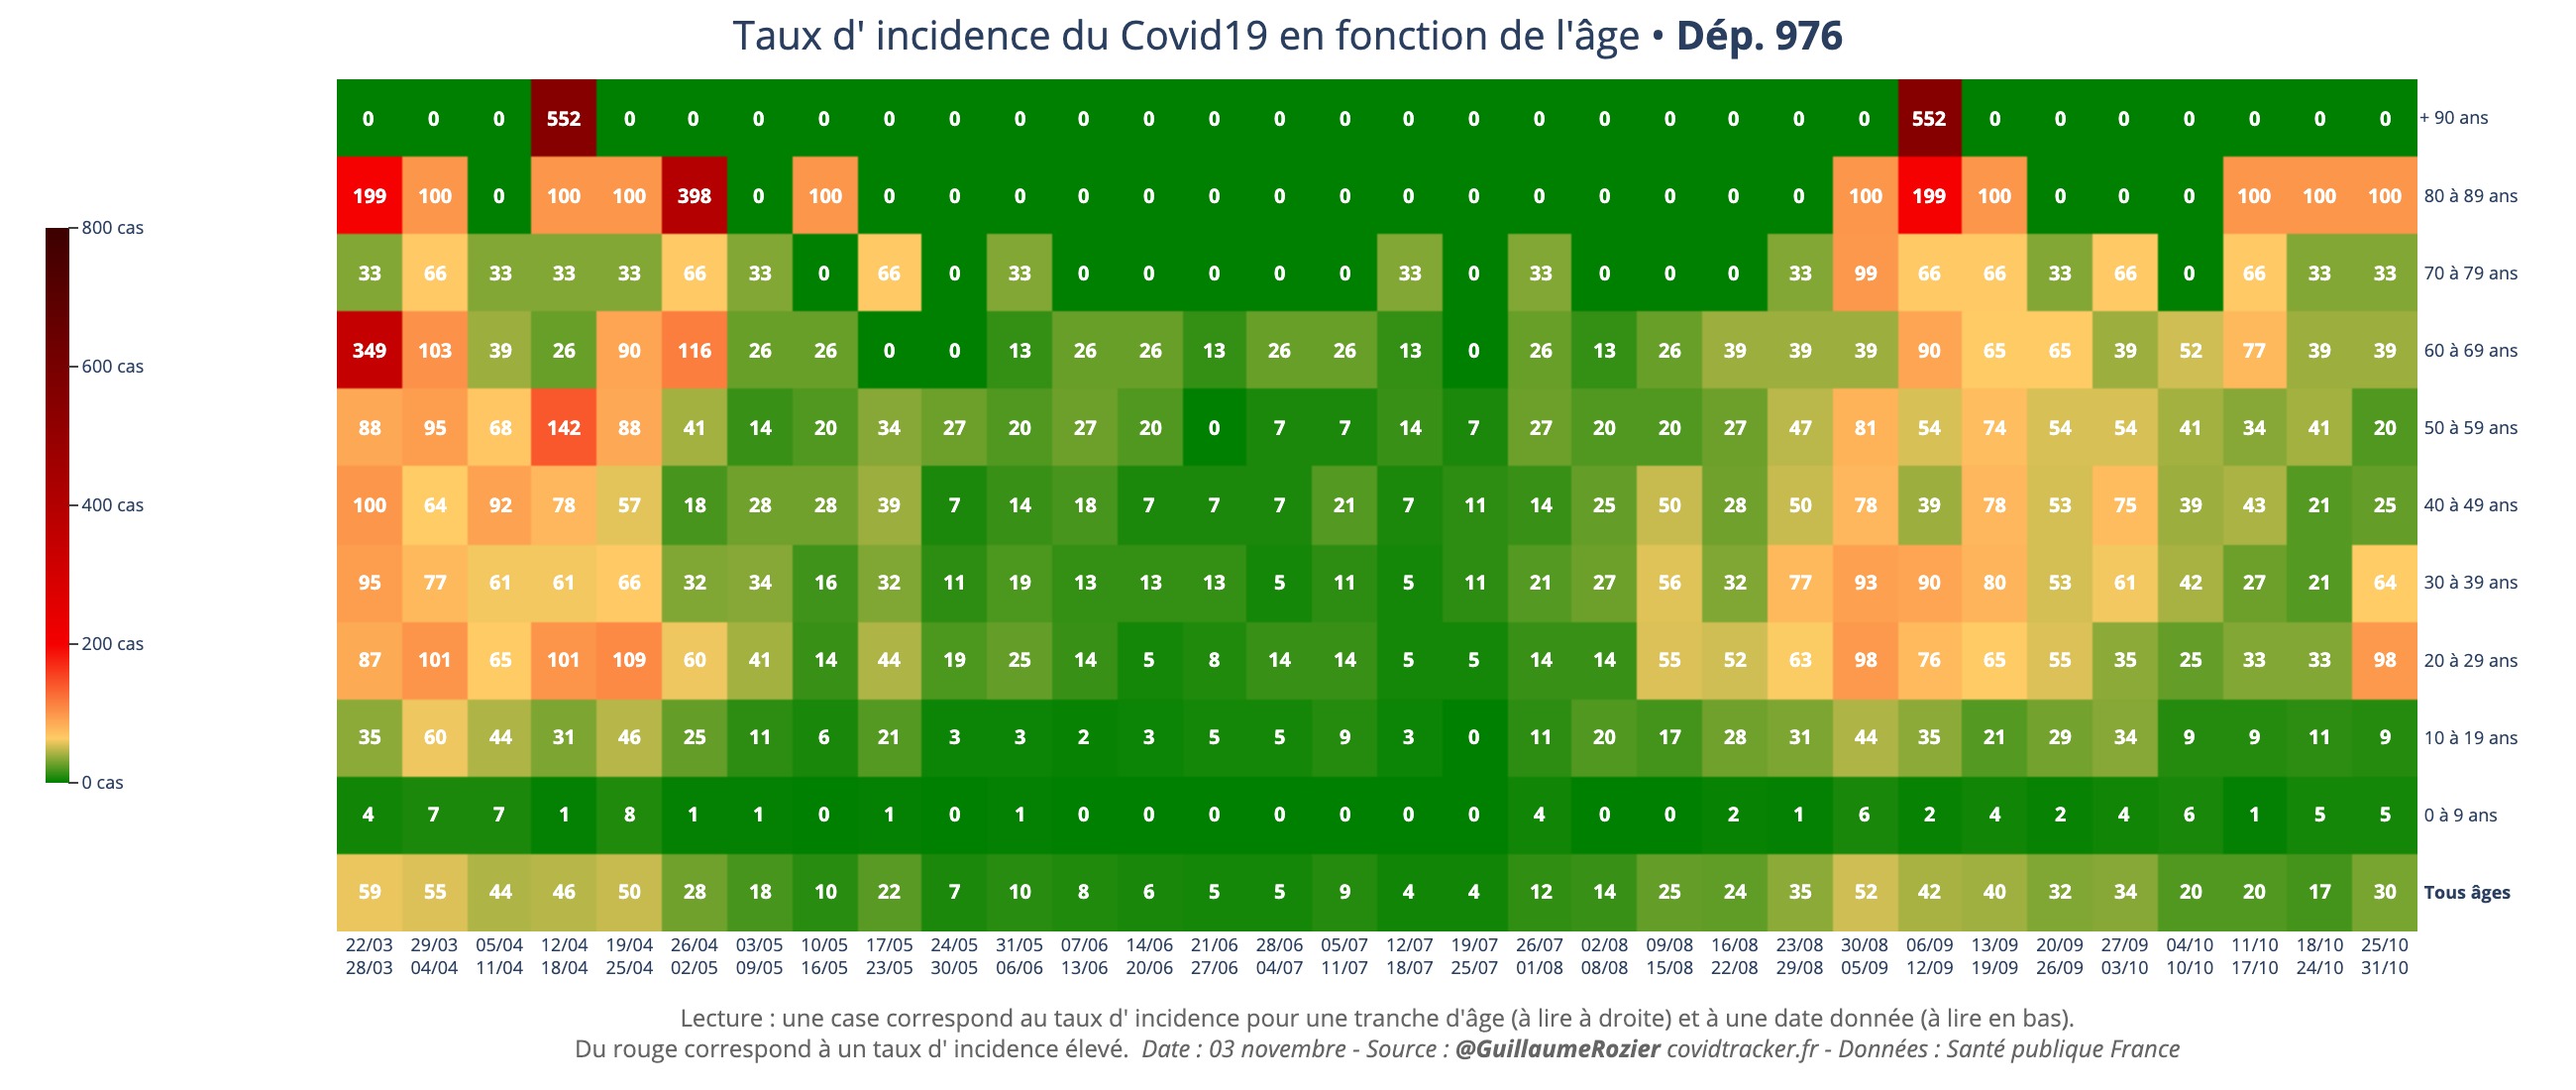 Taux d' incidence du Covid19 en fonction de l'âge • Dép. 976
0 0 0 552 0 0 0 0 0 0 0 0 0 0 0 0 0 0 0 0 0 0 0 0 552 0 0 0 0 0 0 0 + 90 ans
199 100 0 100 100 398 0 100 0 0 0 0 0 0 0 0 0 0 0 0 0 0 0 100 199 100 0 0 0 100 100 100 80 à 89 ans
800 cas
33 66 33 33 33 66 33 0 66 0 33 0 0 0 0 0 33 0 33 0 0 0 33 99 66 66 33 66 0 66 33 33 70 à 79 ans
349 103 39 26 90 116 26 26 0 0 13 26 26 13 26 26 13 0 26 13 26 39 39 39 90 65 65 39 52 77 39 39 60 à 69 ans
600 cas
88 95 68 142 88 41 14 20 34 27 20 27 20 0 7 7 14 7 27 20 20 27 47 81 54 74 54 54 41 34 41 20 50 à 59 ans
400 cas
100 64 92 78 57 18 28 28 39 7 14 18 7 7 7 21 7 11 14 25 50 28 50 78 39 78 53 75 39 43 21 25 40 à 49 ans
95 77 61 61 66 32 34 16 32 11 19 13 13 13 5 11 5 11 21 27 56 32 77 93 90 80 53 61 42 27 21 64 30 à 39 ans
200 cas
87 101 65 101 109 60 41 14 44 19 25 14 5 8 14 14 5 5 14 14 55 52 63 98 76 65 55 35 25 33 33 98 20 à 29 ans
35 60 44 31 46 25 11 6 21 3 3 2 3 5 5 9 3 0 11 20 17 28 31 44 35 21 29 34 9 9 11 9 10 à 19 ans
0 cas
4 7 7 1 8 1 1 0 1 0 1 0 0 0 0 0 0 0 4 0 0 2 1 6 2 4 2 4 6 1 5 5 0 à 9 ans
59 55 44 46 50 28 18 10 22 7 10 8 6 5 5 9 4 4 12 14 25 24 35 52 42 40 32 34 20 20 17 30 Tous âges
22/03 29/03 05/04 12/04 19/04 26/04 03/05 10/05 17/05 24/05 31/05 07/06 14/06 21/06 28/06 05/07 12/07 19/07 26/07 02/08 09/08 16/08 23/08 30/08 06/09 13/09 20/09 27/09 04/10 11/10 18/10 25/10
28/03 04/04 11/04 18/04 25/04 02/05 09/05 16/05 23/05 30/05 06/06 13/06 20/06 27/06 04/07 11/07 18/07 25/07 01/08 08/08 15/08 22/08 29/08 05/09 12/09 19/09 26/09 03/10 10/10 17/10 24/10 31/10
Lecture : une case correspond au taux d' incidence pour une tranche d'âge (à lire à droite) et à une date donnée (à lire en bas).
Du rouge correspond à un taux d' incidence élevé. Date : 03 novembre - Source : @GuillaumeRozier covidtracker.fr - Données : Santé publique France